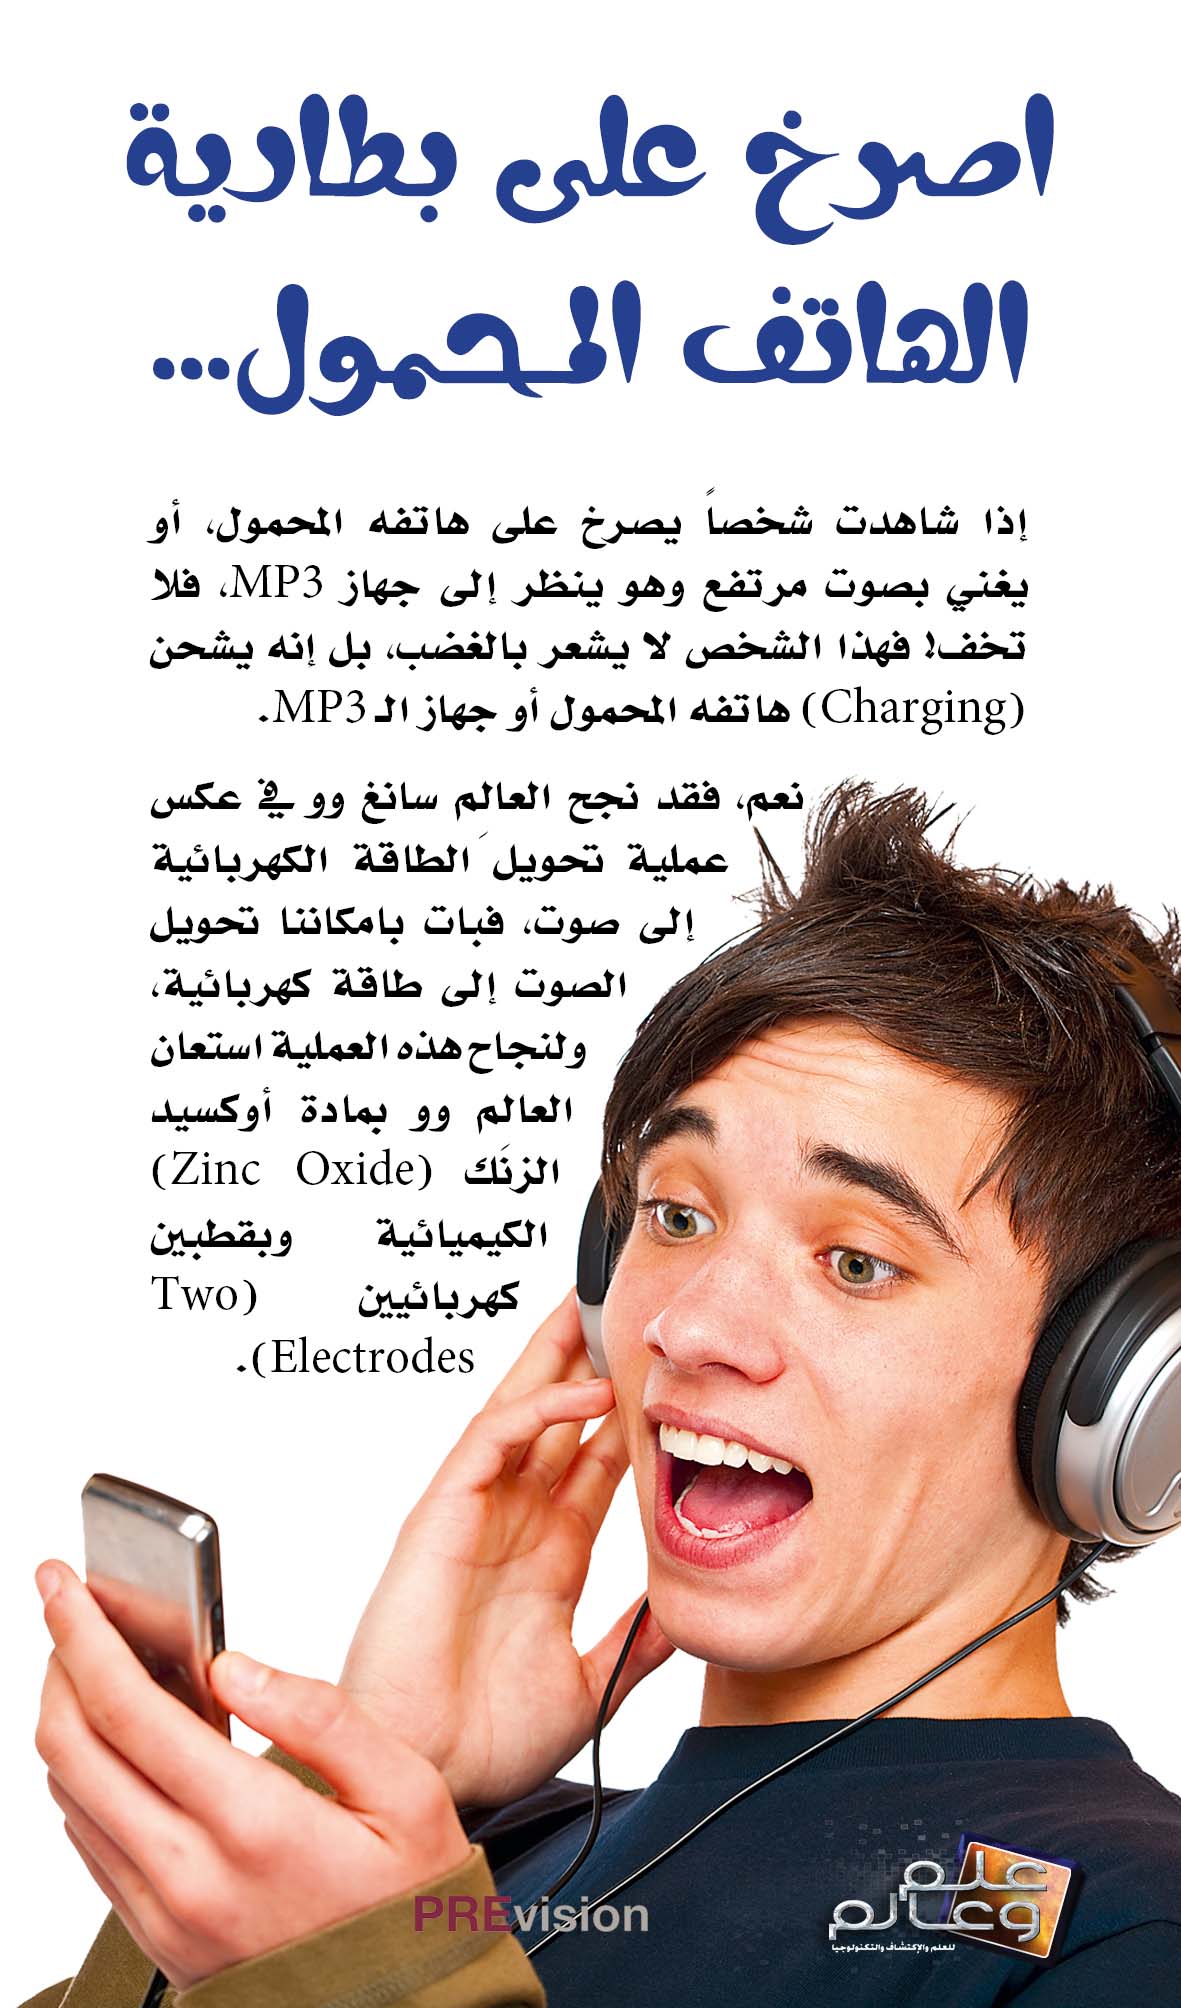 اصرخ على بطارية
الهاتف المحمول...
إذا شاهدت شخصاً يصرخ على هاتفه المحمول، أو
يغني بصوت مرتفع وهو ينظر إلى جهاز MP3، فلا
تخف! فهذا الشخص لا يشعر بالغضب، بل إنه يشحن
(Charging) هاتفه المحمول أو جهاز الـ MP3.
نعم، فقد نجح العالم سانغ وو في عكس
عملية تحويل َالطاقة الكهربائية
إلى صوت، فبات بامكاننا تحويل
الصوت إلى طاقة كهربائية،
ولنجاح هذه العملية استعان
العالم وو بمادة أوكسيد
الزنَك (Zinc Oxide)
الكيميائية وبقطبين
كهربائيين (Two
Electrodes).
علم
وعالم
للعلم والإكتشاف والتكنولوجيا
PREvision